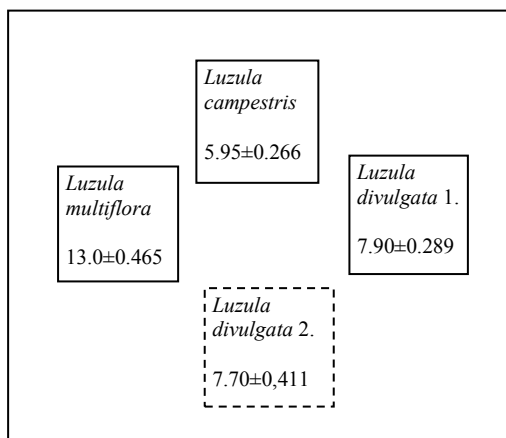 Luzula
campestris
5.95±0.266
Luzula
multiflora
13.0±0.465
Luzula
divulgata 1.
7.90±0.289
Luzula
divulgata 2.
7.70±0,411